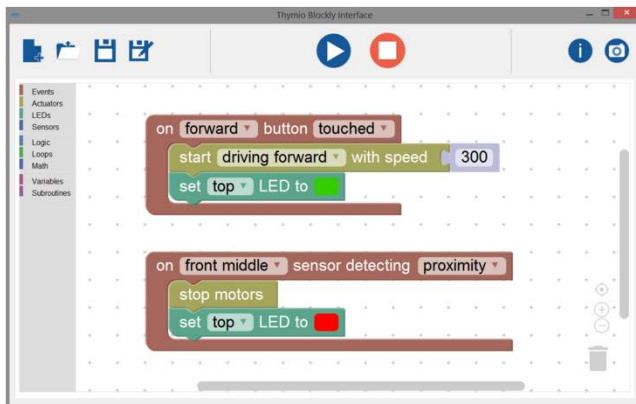 Thymio Blockly Interface
Events
Actuators
LEDs
Sensors
Logic
Loops
Math
Variables
Subroutines
on forward button touched
start driving forward with speed 300
set top LED to
on front middle sensor detecting proximity
stop motors
set top LED to